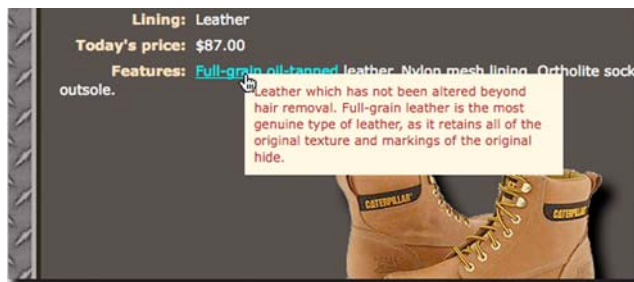 Lining: Leather
Today's price: $87.00
Features: Full-grain oil-tanned leather, Nylon mesh lining, Ortholite sock
outsole.
Leather which has not been altered beyond
hair removal. Full-grain leather is the most
genuine type of leather, as it retains all of the
original texture and markings of the original
hide.
CATERPILLAR
CATERPILLAR